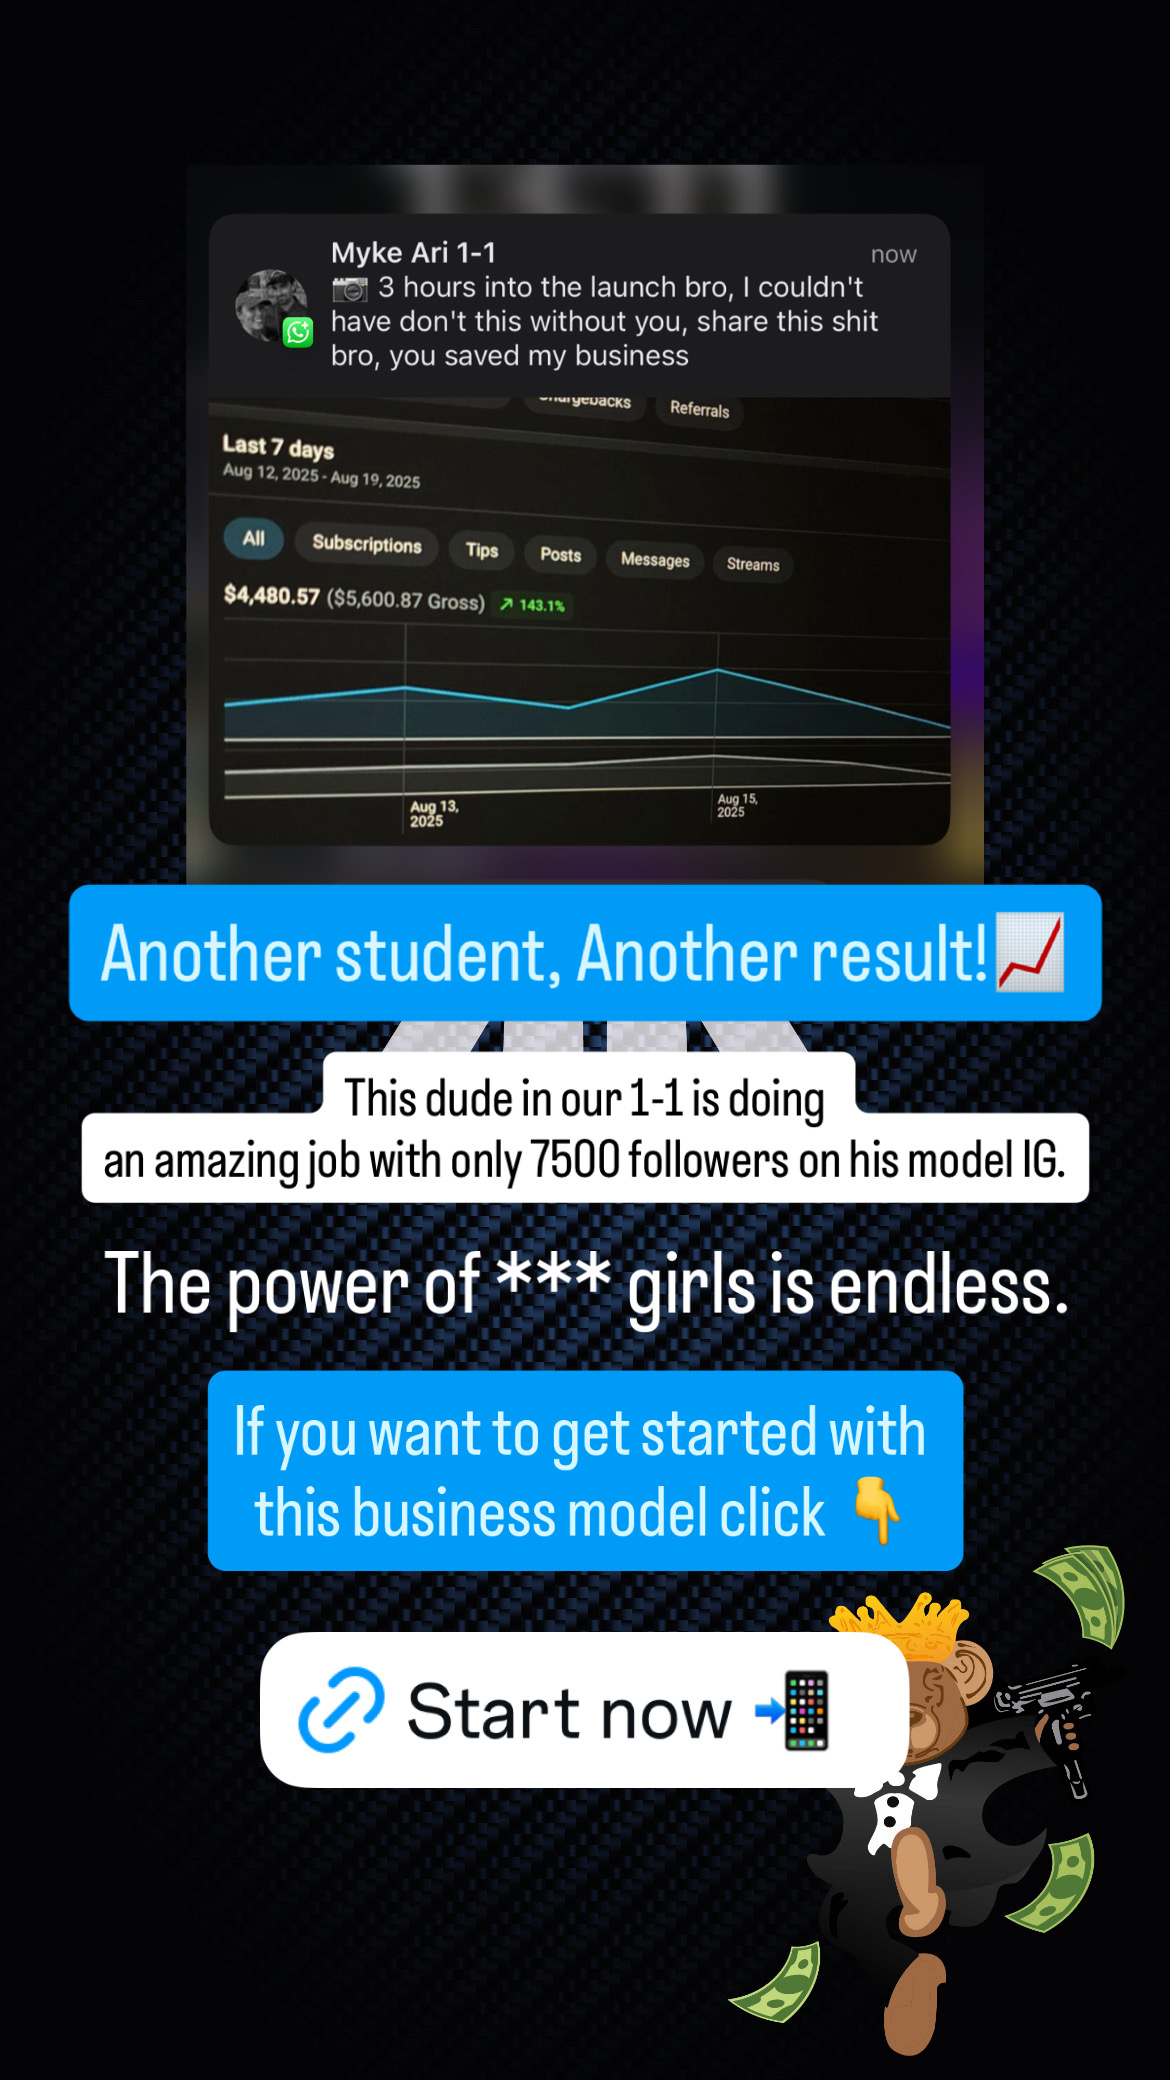 Myke Ari 1-1
now
📷 3 hours into the launch bro, I couldn't
have don't this without you, share this shit
bro, you saved my business
Chargebacks
Referrals
Last 7 days
Aug 12, 2025 - Aug 19, 2025
All
Subscriptions
Tips
Posts
Messages
Streams
$4,480.57 ($5,600.87 Gross) ↗ 143.1%
Aug 13,
2025
Aug 15,
2025
Another student, Another result!📈
This dude in our 1-1 is doing
an amazing job with only 7500 followers on his model IG.
The power of *** girls is endless.
If you want to get started with
this business model click 👇
Start now 📲